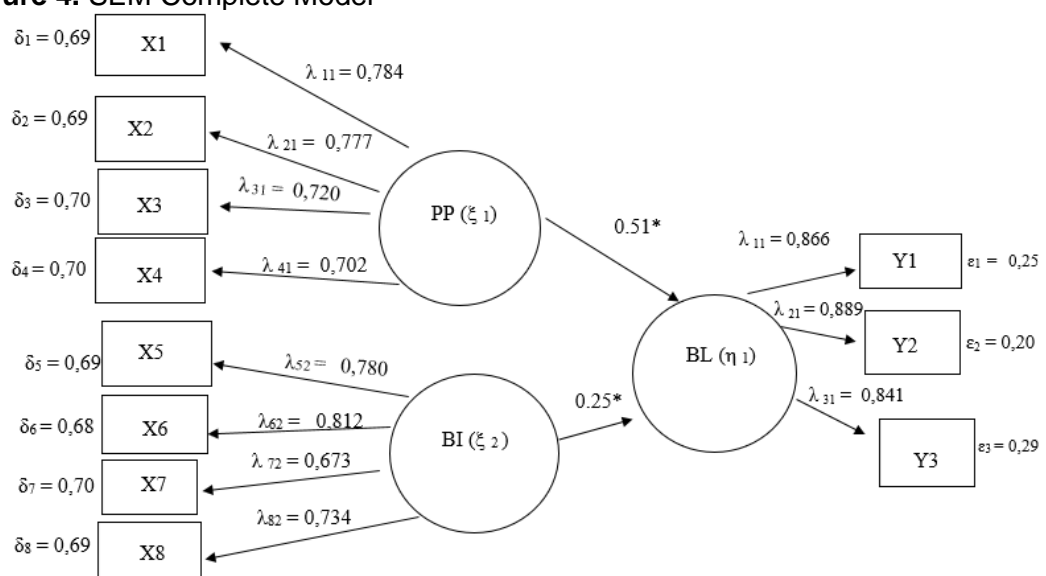 ure 4. SEM Complete Model
δ1 = 0,69
X1
λ 11 = 0,784
δ2 = 0,69
X2
λ 21 = 0,777
δ3 = 0,70
X3
λ 31 = 0,720
δ4 = 0,70
X4
λ 41 = 0,702
PP (ξ 1)
0.51*
δ5 = 0,69
X5
λ52 = 0,780
δ6 = 0,68
X6
λ62 = 0.812
δ7 = 0,70
X7
λ 72 = 0,673
δ8 = 0,69
X8
λ82 = 0,734
BI (ξ 2)
0.25*
BL (η 1)
λ 11 = 0,866
Y1
ε1 = 0,25
λ 21 = 0,889
Y2
ε2 = 0,20
λ 31 = 0,841
Y3
ε3 = 0,29